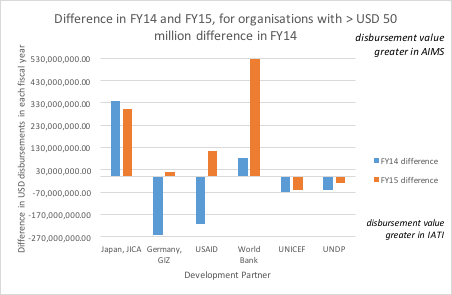 Difference in FY14 and FY15, for organisations with > USD 50
million difference in FY14
disbursement value
greater in AIMS
Difference in USD disbursements in each fiscal year
530,000,000.00
430,000,000.00
330,000,000.00
230,000,000.00
130,000,000.00
30,000,000.00
-70,000,000.00
-170,000,000.00
-270,000,000.00
FY14 difference
FY15 difference
disbursement value
greater in IATI
Japan, JICA Germany, USAID World UNICEF UNDP
GIZ Bank
Development Partner